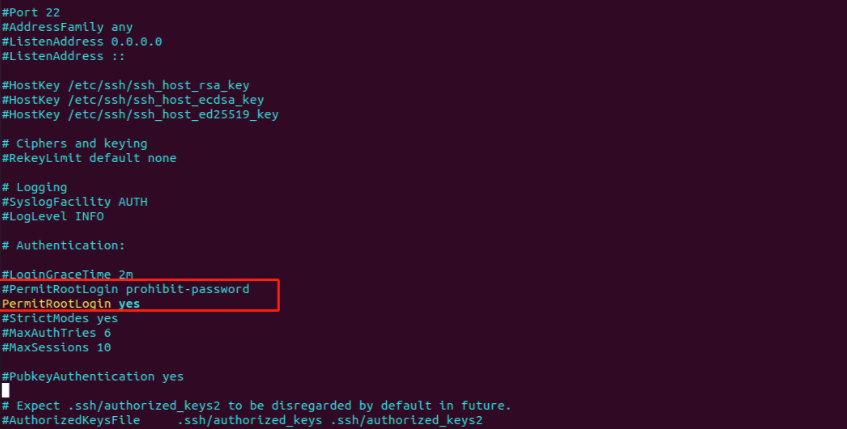 #Port 22
#AddressFamily any
#ListenAddress 0.0.0.0
#ListenAddress ::
#HostKey /etc/ssh/ssh_host_rsa_key
#HostKey /etc/ssh/ssh_host_ecdsa_key
#HostKey /etc/ssh/ssh_host_ed25519_key
# Ciphers and keying
#RekeyLimit default none
# Logging
#SyslogFacility AUTH
#LogLevel INFO
# Authentication:
#LoginGraceTime 2m
#PermitRootLogin prohibit-password
PermitRootLogin yes
#StrictModes yes
#MaxAuthTries 6
#MaxSessions 10
#PubkeyAuthentication yes
# Expect .ssh/authorized_keys2 to be disregarded by default in future.
#AuthorizedKeysFile     .ssh/authorized_keys .ssh/authorized_keys2